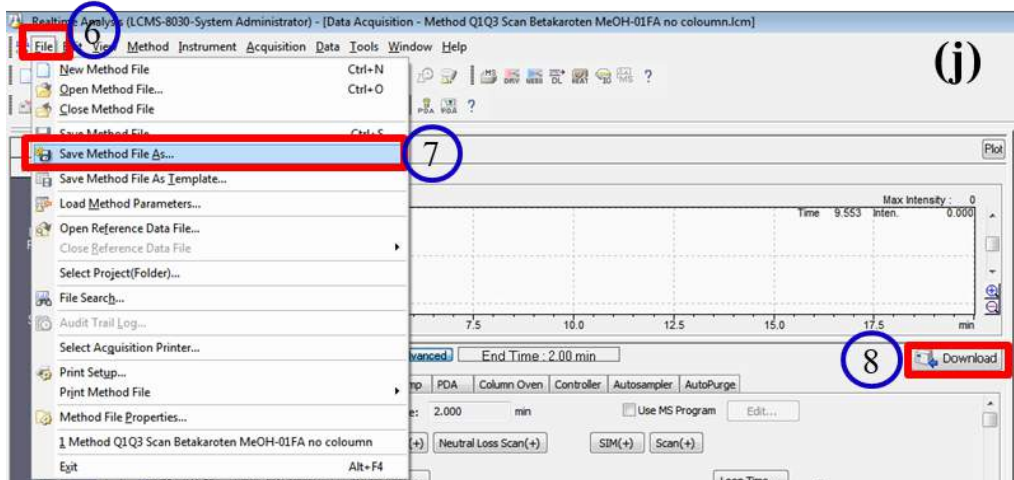 Realtime Analysis (LCMS-8030-System Administrator) - [Data Acquisition - Method Q1Q3 Scan Betakaroten MeOH-01FA no coloumn.lcm]
6
File Edit View Method Instrument Acquisition Data Tools Window Help
(j)
New Method File Ctrl+N
Open Method File... Ctrl+O
Close Method File
Save Method File Ctrl+S
Save Method File As...
7
Plot
Save Method File As Template...
Load Method Parameters...
Max Intensity : 0
Time 9.553 Inten. 0.000
Open Reference Data File...
Close Reference Data File
Select Project(Folder)...
File Search...
Audit Trail Log...
7.5 10.0 12.5 15.0 17.5 min
Select Acquisition Printer...
End Time : 2.00 min
8
Download
Print Setup...
Print Method File
PDA Column Oven Controller Autosampler AutoPurge
Method File Properties...
2.000 min Use MS Program Edit...
1 Method Q1Q3 Scan Betakaroten MeOH-01FA no coloumn
(+) Neutral Loss Scan(+) SIM(+) Scan(+)
Exit Alt+F4